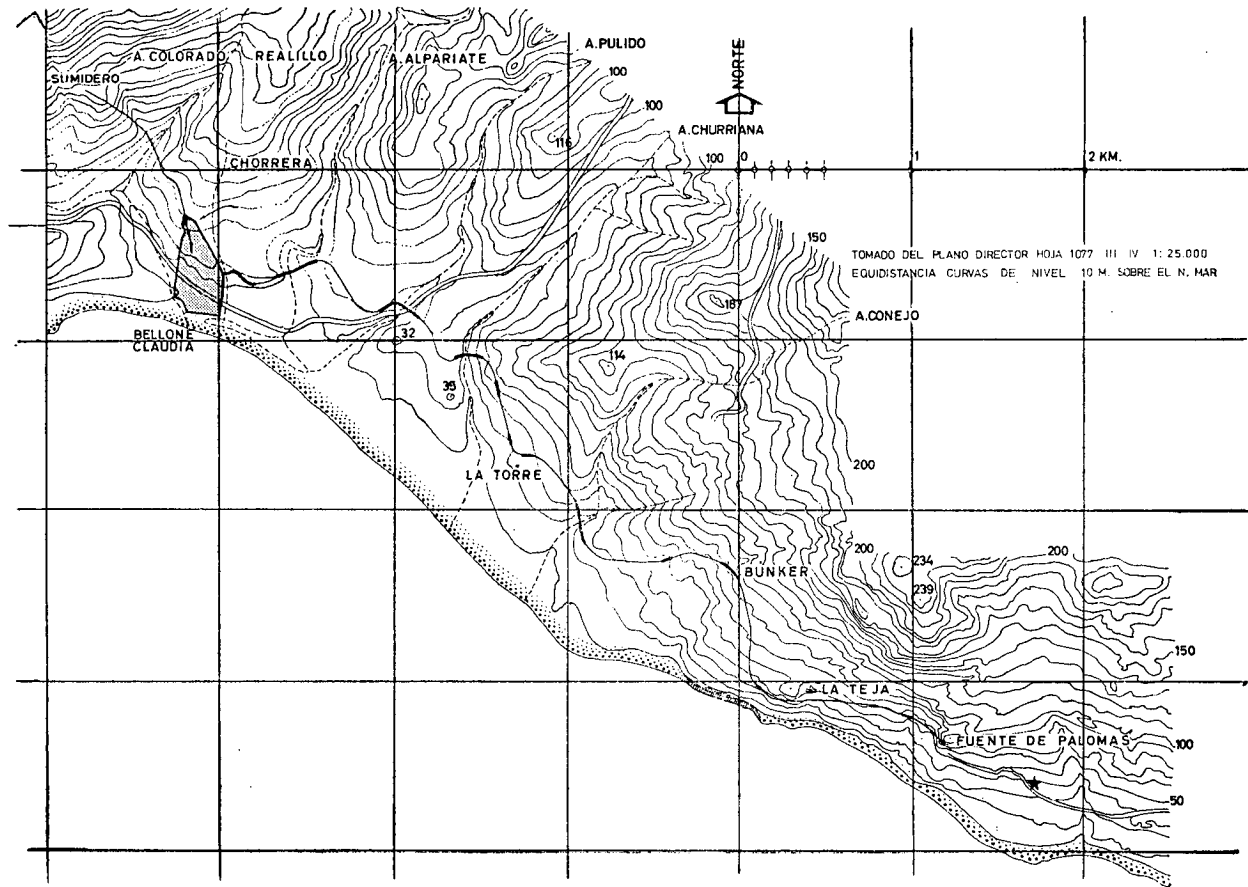 A.PULIDO
A. COLORADO REALILLO A. ALPARIATE
NORTE
100
SUMIDERO
100
A.CHURRIANA
116
CHORRERA
100 0 1 2 KM.
150
TOMADO DEL PLANO DIRECTOR HOJA 1077 III IV 1: 25.000
EQUIDISTANCIA CURVAS DE NIVEL 10 M. SOBRE EL N. MAR
187
A.CONEJO
BELLONE
CLAUDIA
32
114
35
200
LA TORRE
200
234
200
BUNKER
239
150
LA TEJA
FUENTE DE PALOMAS
100
50